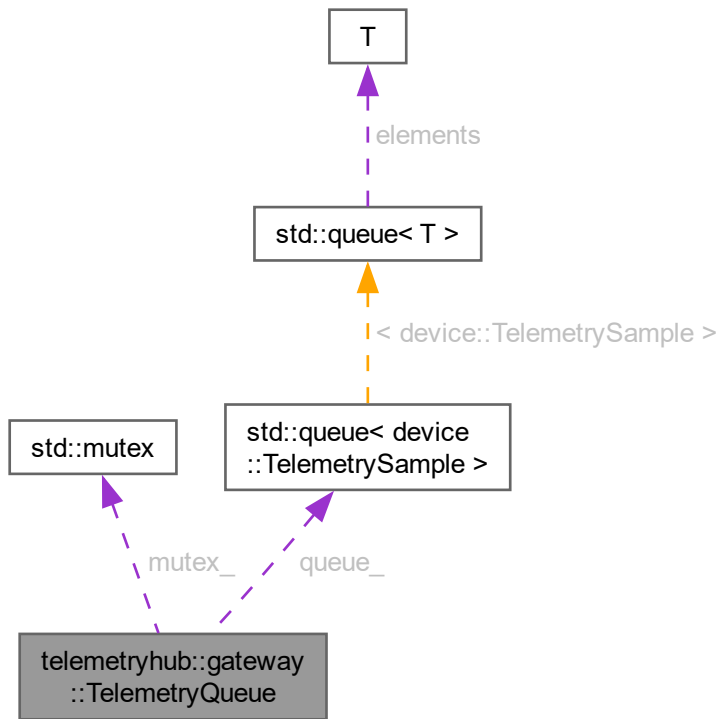 T
elements
std::queue< T >
< device::TelemetrySample >
std::mutex
std::queue< device
::TelemetrySample >
mutex_
queue_
telemetryhub::gateway
::TelemetryQueue